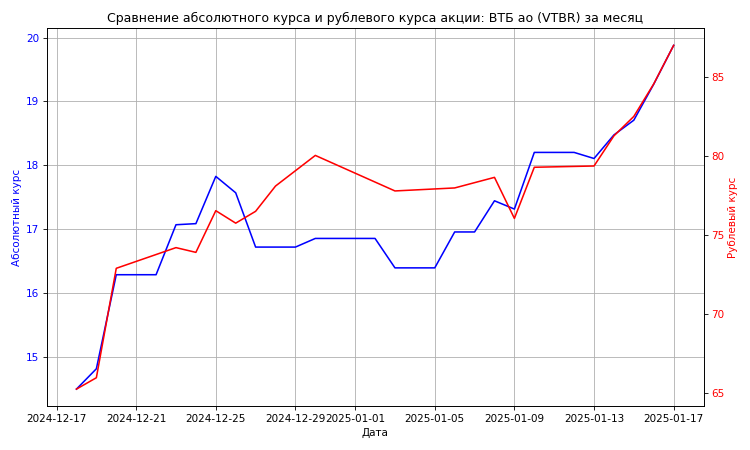 Сравнение абсолютного курса и рублевого курса акции: ВТБ ао (VTBR) за месяц
20
19
18
17
16
15
Абсолютный курс
85
80
75
70
65
Рублевый курс
2024-12-17 2024-12-21 2024-12-25 2024-12-29 2025-01-01 2025-01-05 2025-01-09 2025-01-13 2025-01-17
Дата